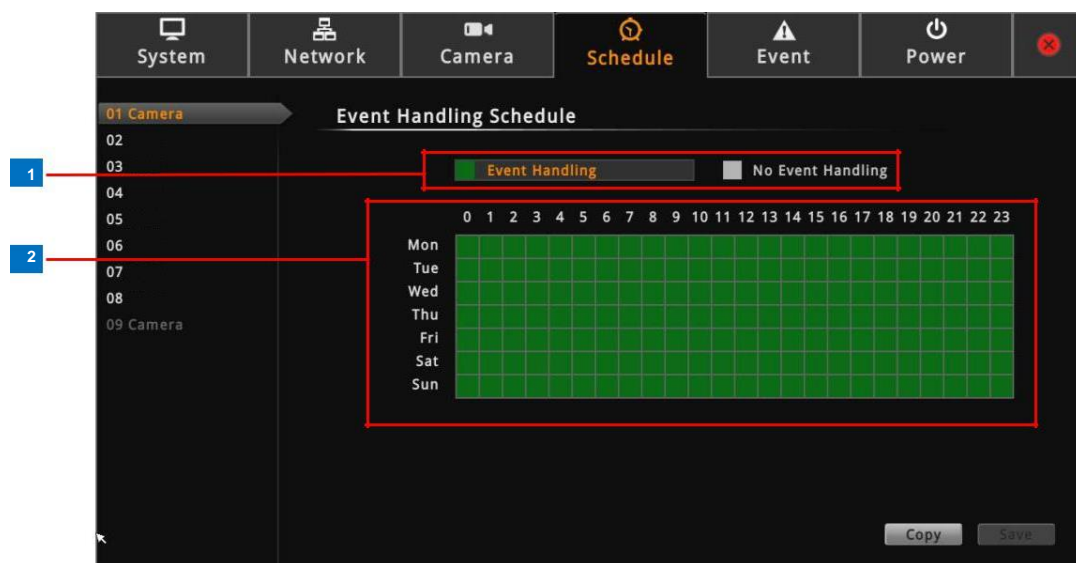 System Network Camera Schedule Event Power
01 Camera
Event Handling Schedule
02
03
1
Event Handling No Event Handling
04
05
0 1 2 3 4 5 6 7 8 9 10 11 12 13 14 15 16 17 18 19 20 21 22 23
06
2
07
08
09 Camera
Mon
Tue
Wed
Thu
Fri
Sat
Sun
Copy Save